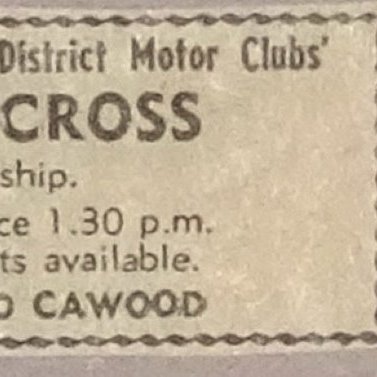 District Motor Clubs'
CROSS
ship.
ce 1.30 p.m.
ts available.
O CAWOOD